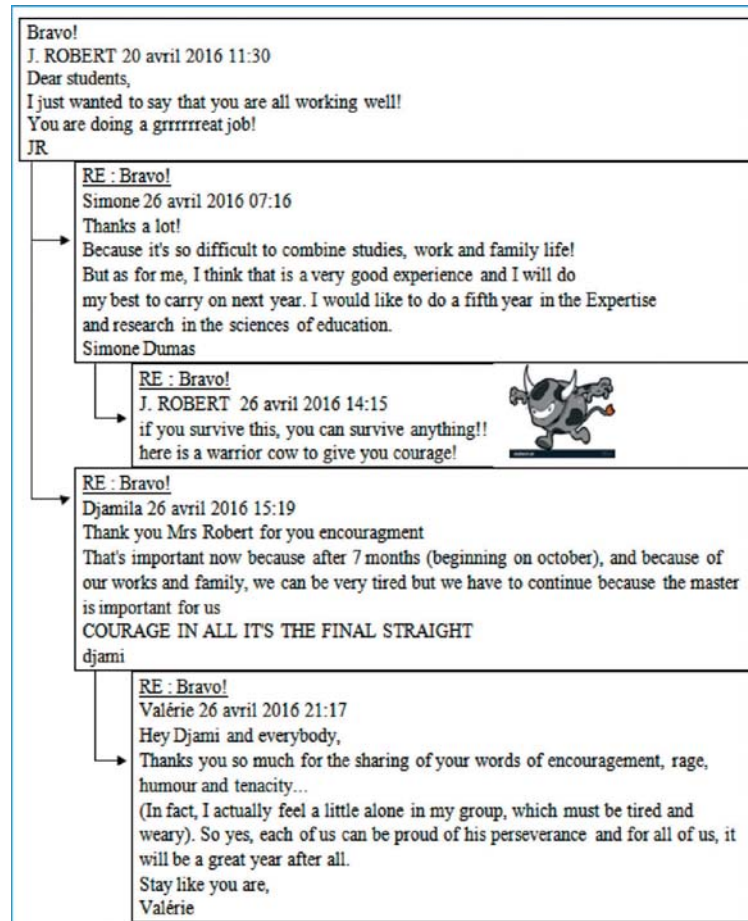 Bravo!
J. ROBERT 20 avril 2016 11:30
Dear students,
I just wanted to say that you are all working well!
You are doing a grrrrrreat job!
JR
RE : Bravo!
Simone 26 avril 2016 07:16
Thanks a lot!
Because it's so difficult to combine studies, work and family life!
But as for me, I think that is a very good experience and I will do
my best to carry on next year. I would like to do a fifth year in the Expertise
and research in the sciences of education.
Simone Dumas
RE : Bravo!
J. ROBERT 26 avril 2016 14:15
if you survive this, you can survive anything!!
here is a warrior cow to give you courage!
RE : Bravo!
Djamila 26 avril 2016 15:19
Thank you Mrs Robert for you encouragment
That's important now because after 7 months (beginning on october), and because of
our works and family, we can be very tired but we have to continue because the master
is important for us
COURAGE IN ALL IT'S THE FINAL STRAIGHT
djami
RE : Bravo!
Valérie 26 avril 2016 21:17
Hey Djami and everybody,
Thanks you so much for the sharing of your words of encouragement, rage,
humour and tenacity...
(In fact, I actually feel a little alone in my group, which must be tired and
weary). So yes, each of us can be proud of his perseverance and for all of us, it
will be a great year after all.
Stay like you are,
Valérie